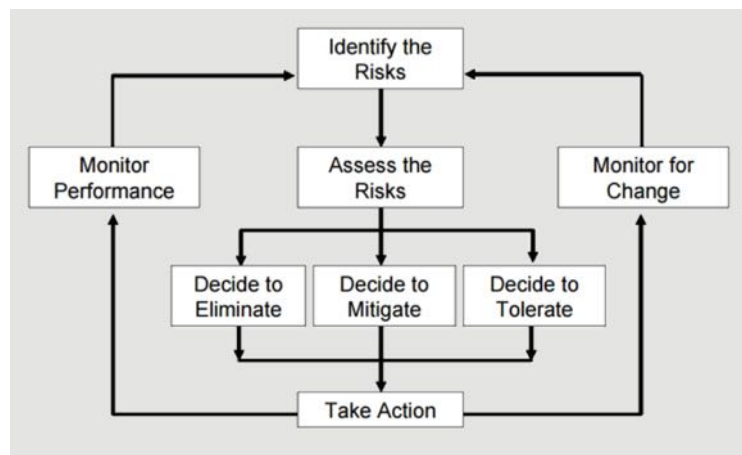 Identify the
Risks
Monitor
Performance
Assess the
Risks
Monitor for
Change
Decide to
Eliminate
Decide to
Mitigate
Decide to
Tolerate
Take Action